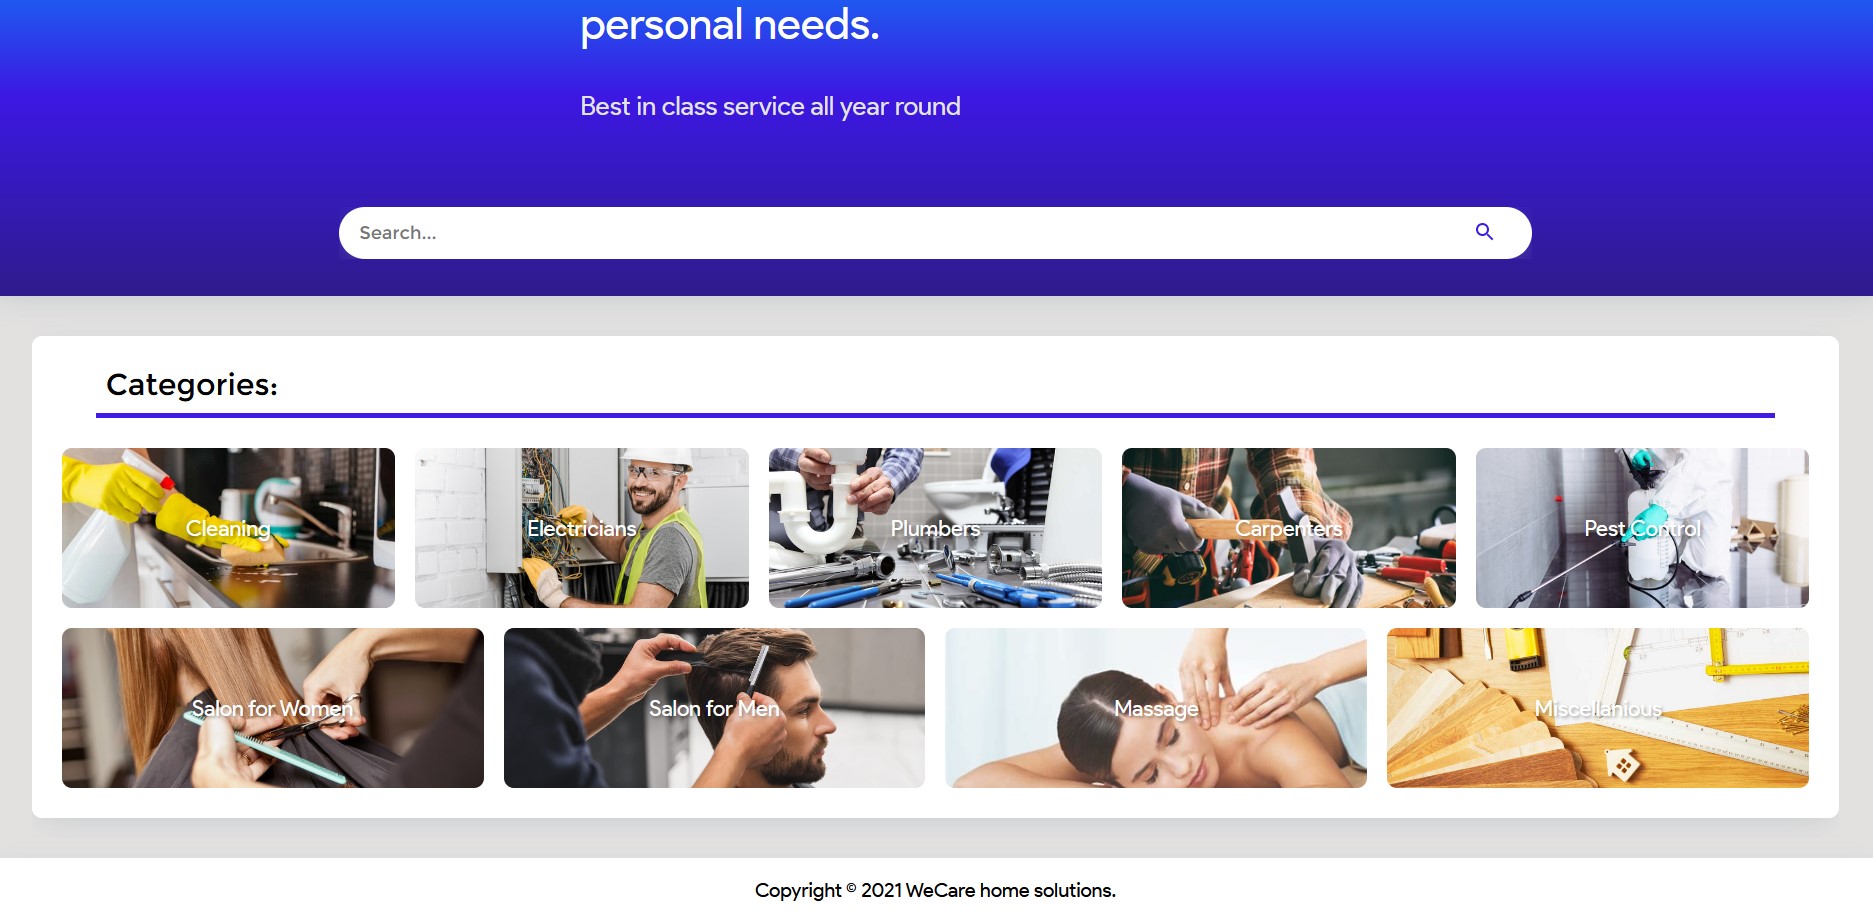 personal needs.
Best in class service all year round
Search...
Categories:
Cleaning
Electricians
Plumbers
Carpenters
Pest Control
Salon for Women
Salon for Men
Massage
Miscellanious
Copyright © 2021 WeCare home solutions.